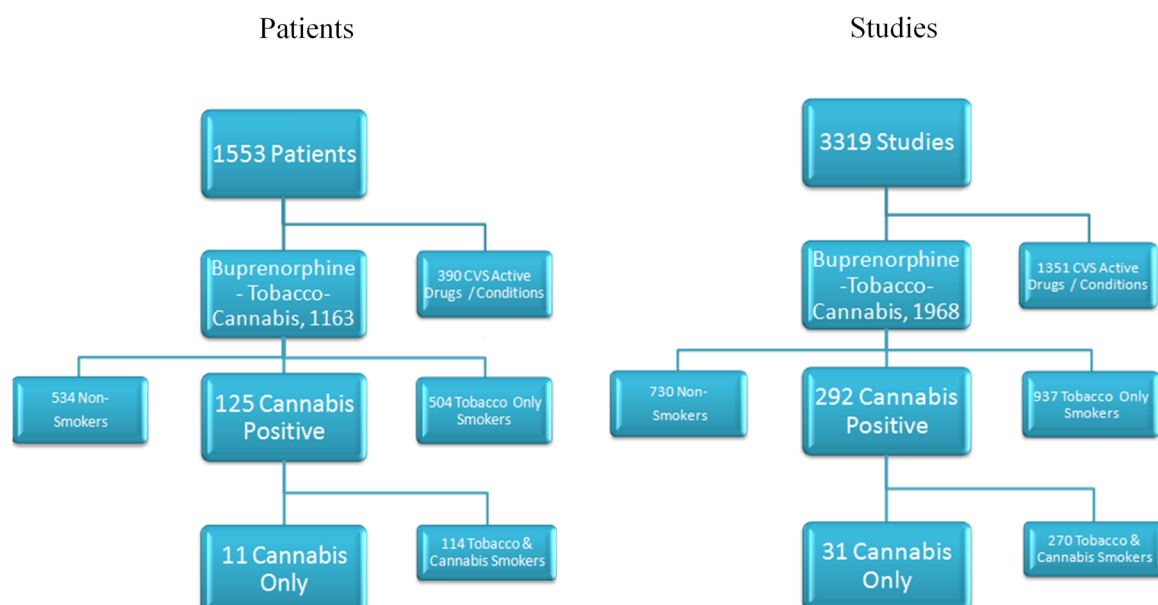 Patients
1553 Patients
Buprenorphine
- Tobacco-
Cannabis, 1163
390 CVS Active
Drugs / Conditions
534 Non-
Smokers
125 Cannabis
Positive
504 Tobacco Only
Smokers
11 Cannabis
Only
114 Tobacco &
Cannabis Smokers
Studies
3319 Studies
Buprenorphine
-Tobacco-
Cannabis, 1968
1351 CVS Active
Drugs / Conditions
730 Non-
Smokers
292 Cannabis
Positive
937 Tobacco Only
Smokers
31 Cannabis
Only
270 Tobacco &
Cannabis Smokers